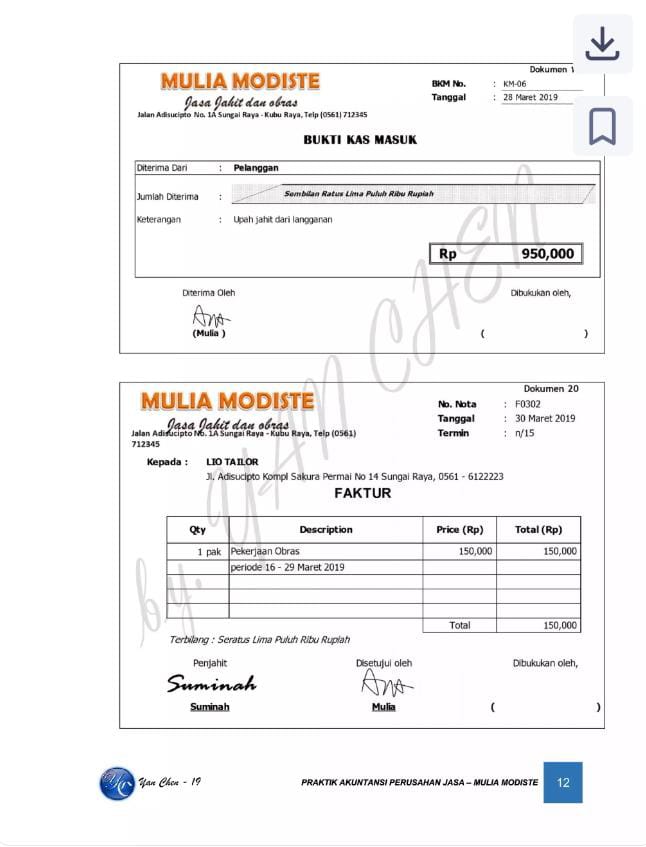 Dokumen 1
MULIA MODISTE
BKM No. : KM-06
Jasa Jahit dan obras
Tanggal : 28 Maret 2019
Jalan Adisucipto No. 1A Sungai Raya - Kubu Raya, Telp (0561) 712345
BUKTI KAS MASUK
Diterima Dari : Pelanggan
Jumlah Diterima : Sembilan Ratus Lima Puluh Ribu Rupiah
Keterangan : Upah jahit dari langganan
Rp 950,000
Diterima Oleh Dibukukan oleh,
Ana
(Mulia ) ( )
Dokumen 20
MULIA MODISTE
No. Nota : F0302
Tanggal : 30 Maret 2019
Jasa Jahit dan obras
Jalan Adisucipto No. 1A Sungai Raya - Kubu Raya, Telp (0561)
Termin : n/15
712345
Kepada : LIO TAILOR
Jl. Adisucipto Kompl Sakura Permai No 14 Sungai Raya, 0561 - 6122223
FAKTUR
Qty Description Price (Rp) Total (Rp)
1 pak Pekerjaan Obras 150,000 150,000
periode 16 - 29 Maret 2019
Total 150,000
Terbilang : Seratus Lima Puluh Ribu Rupiah
Penjahit Disetujui oleh Dibukukan oleh,
Suminah Ana
Suminah Mulia ( )
by. YAN CHEN
Yan Chen - 19 PRAKTIK AKUNTANSI PERUSAHAN JASA – MULIA MODISTE 12